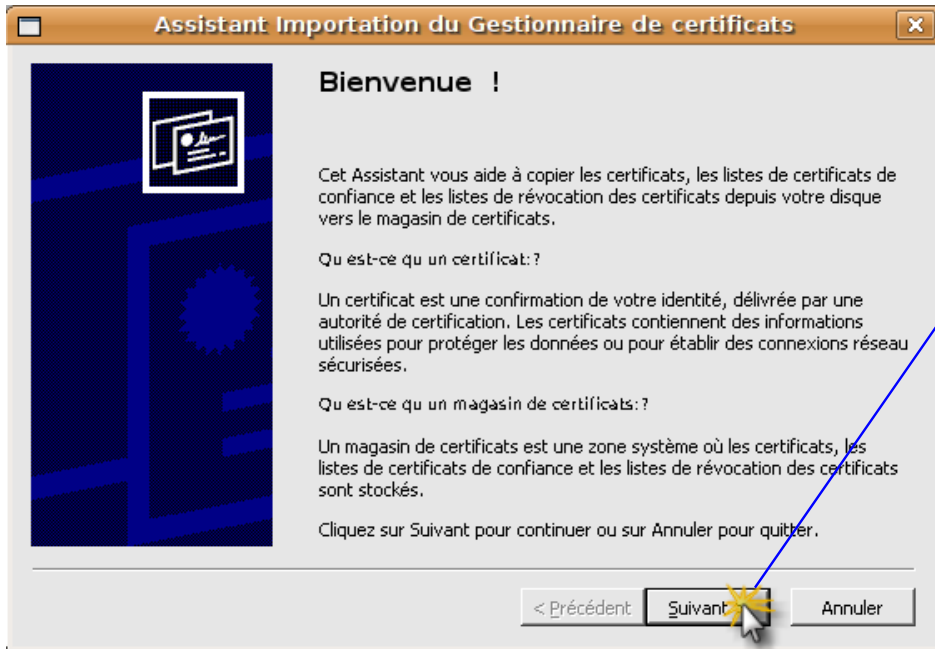 Assistant Importation du Gestionnaire de certificats
Bienvenue !
Cet Assistant vous aide à copier les certificats, les listes de certificats de
confiance et les listes de révocation des certificats depuis votre disque
vers le magasin de certificats.
Qu est-ce qu un certificat:?
Un certificat est une confirmation de votre identité, délivrée par une
autorité de certification. Les certificats contiennent des informations
utilisées pour protéger les données ou pour établir des connexions réseau
sécurisées.
Qu est-ce qu un magasin de certificats:?
Un magasin de certificats est une zone système où les certificats, les
listes de certificats de confiance et les listes de révocation des certificats
sont stockés.
Cliquez sur Suivant pour continuer ou sur Annuler pour quitter.
< Précédent
Suivant
Annuler